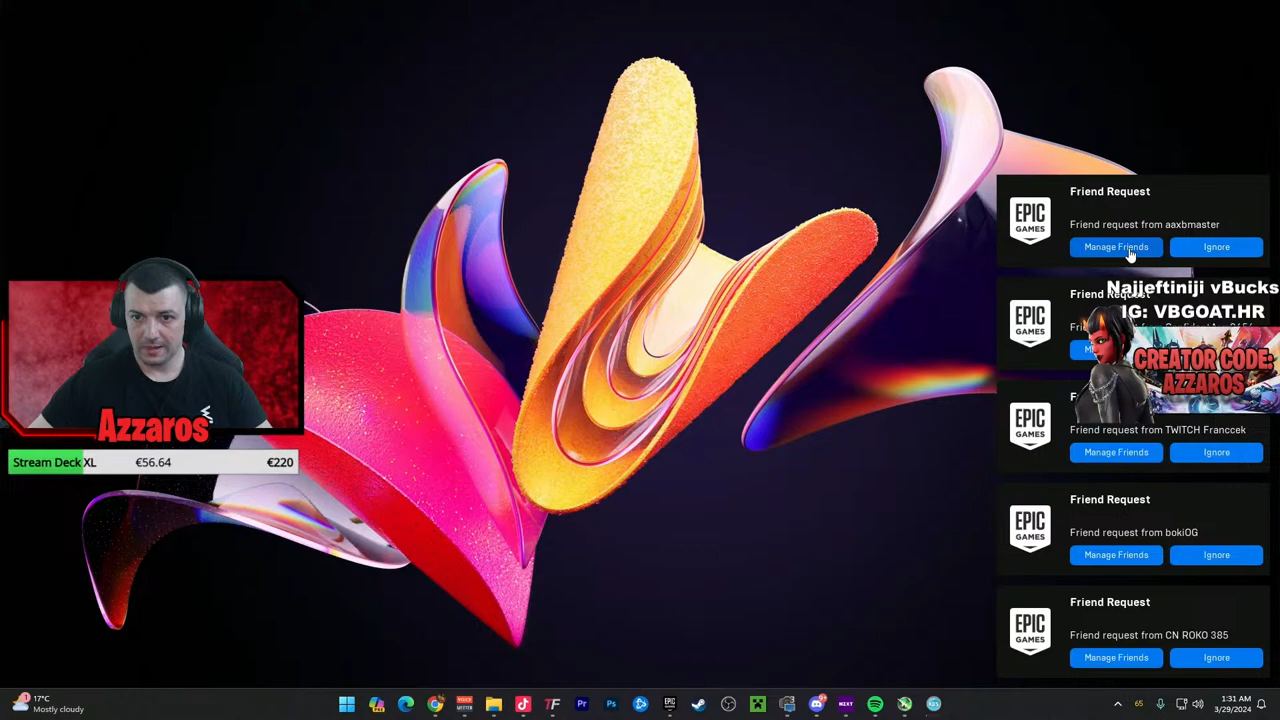 Friend Request
EPIC
GAMES
Friend request from aaxbmaster
Manage Friends
Ignore
Najjeftiniji vBucks
IG: VBGOAT.HR
EPIC
GAMES
CREATOR CODE:
AZZAROS
EPIC
GAMES
Friend request from TWITCH Franccek
Manage Friends
Ignore
Friend Request
EPIC
GAMES
Friend request from bokiOG
Manage Friends
Ignore
Friend Request
EPIC
GAMES
Friend request from CN ROKO 385
Manage Friends
Ignore
Azzaros
Stream Deck XL €56.64 €220
17°C
Mostly cloudy
65
1:31 AM
3/29/2024